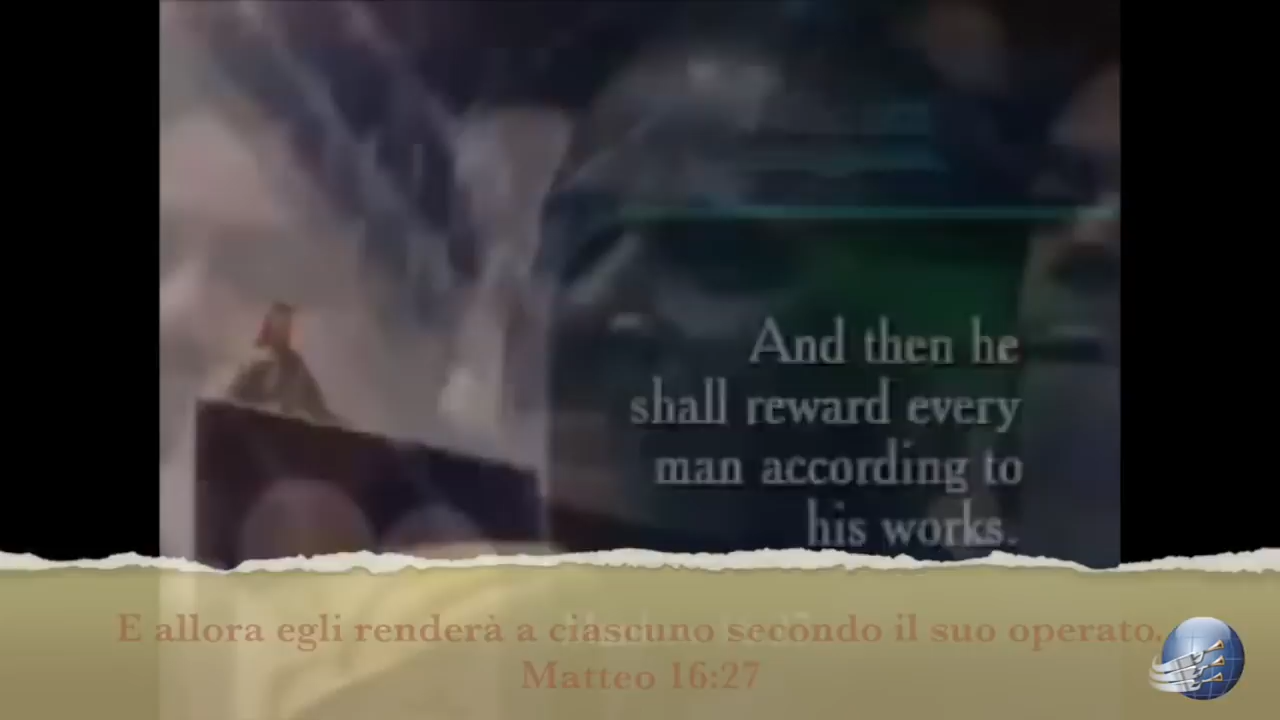 And then he
shall reward every
man according to
his works.
E allora egli renderà a ciascuno secondo il suo operato.
Matteo 16:27